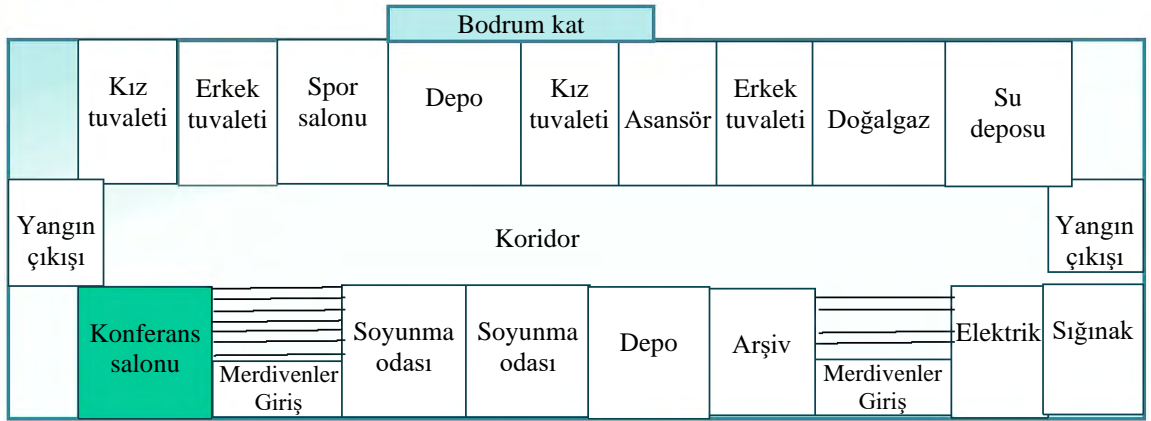 Bodrum kat
Kız
tuvaleti
Erkek
tuvaleti
Spor
salonu
Depo
Kız
tuvaleti
Asansör
Erkek
tuvaleti
Doğalgaz
Su
deposu
Yangın
çıkışı
Koridor
Yangın
çıkışı
Konferans
salonu
Merdivenler
Giriş
Soyunma
odası
Soyunma
odası
Depo
Arşiv
Merdivenler
Giriş
Elektrik
Sığınak